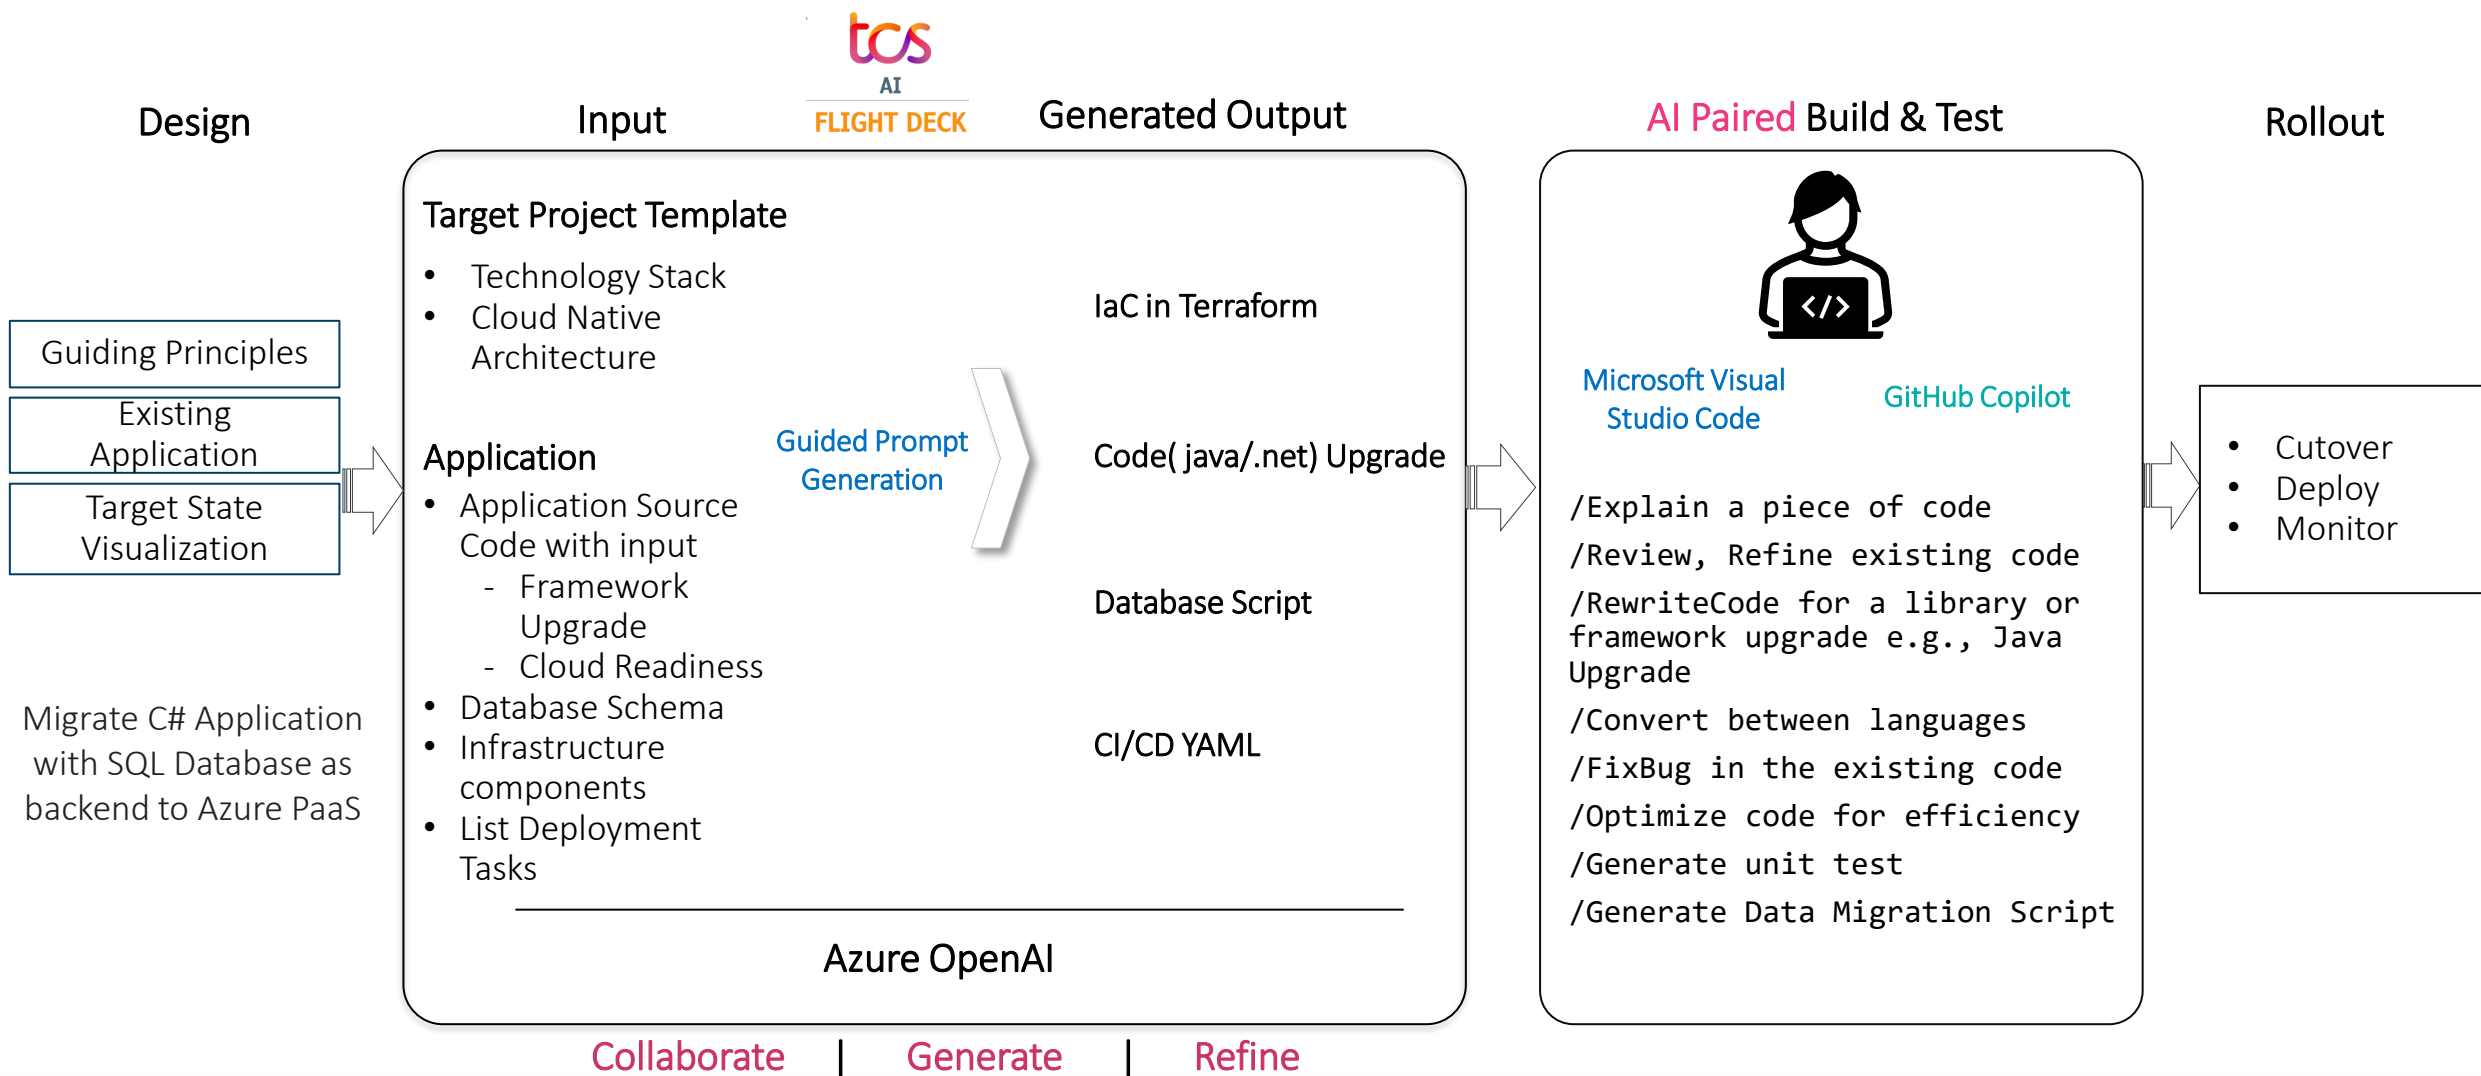 tcs
AI
FLIGHT DECK
Design
Input
Generated Output
AI Paired Build & Test
Rollout
Guiding Principles
Existing
Application
Target State
Visualization
Migrate C# Application
with SQL Database as
backend to Azure PaaS
Target Project Template
• Technology Stack
• Cloud Native
Architecture
Application
• Application Source
Code with input
- Framework
Upgrade
- Cloud Readiness
• Database Schema
• Infrastructure
components
• List Deployment
Tasks
Guided Prompt
Generation
IaC in Terraform
Code( java/.net) Upgrade
Database Script
CI/CD YAML
Azure OpenAI
Collaborate | Generate | Refine
</>
Microsoft Visual
Studio Code
GitHub Copilot
/Explain a piece of code
/Review, Refine existing code
/RewriteCode for a library or
framework upgrade e.g., Java
Upgrade
/Convert between languages
/FixBug in the existing code
/Optimize code for efficiency
/Generate unit test
/Generate Data Migration Script
• Cutover
• Deploy
• Monitor